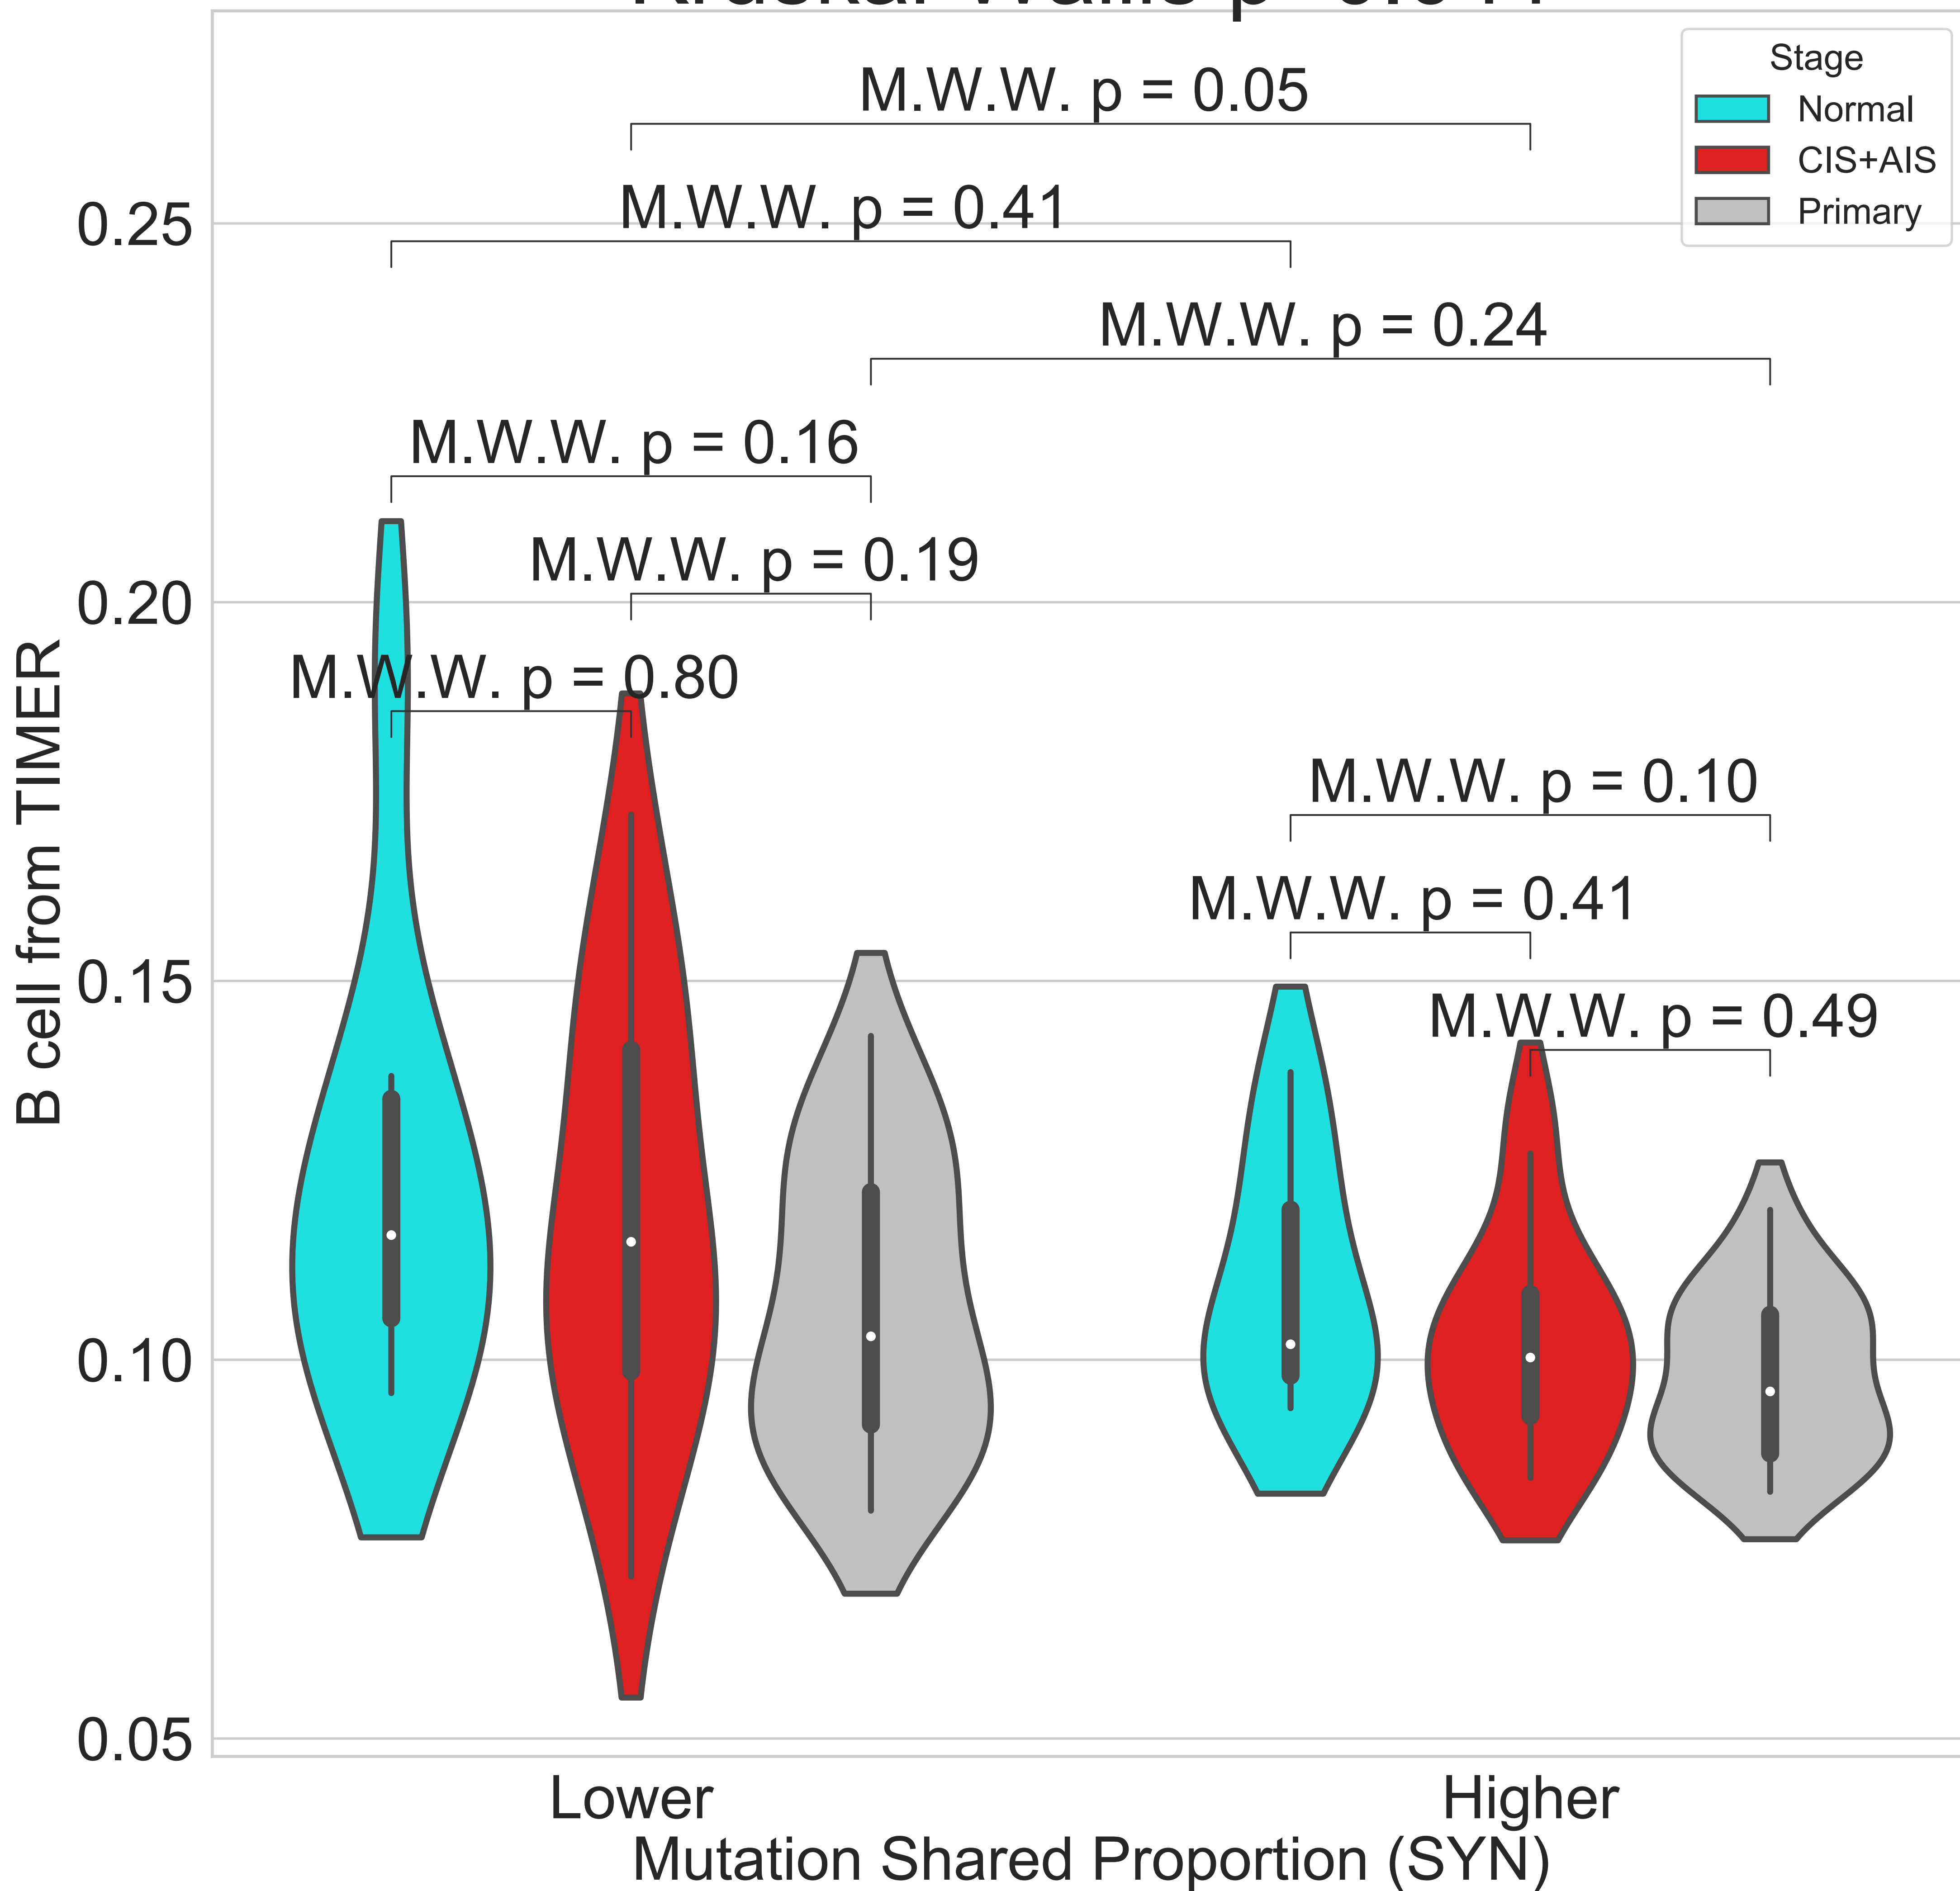 Stage
Normal
CIS+AIS
Primary
M.W.W. p = 0.05
M.W.W. p = 0.41
M.W.W. p = 0.24
M.W.W. p = 0.16
M.W.W. p = 0.19
M.W.W. p = 0.80
M.W.W. p = 0.10
M.W.W. p = 0.41
M.W.W. p = 0.49
0.25
0.20
0.15
0.10
0.05
B cell from TIMER
Lower
Higher
Mutation Shared Proportion (SYN)